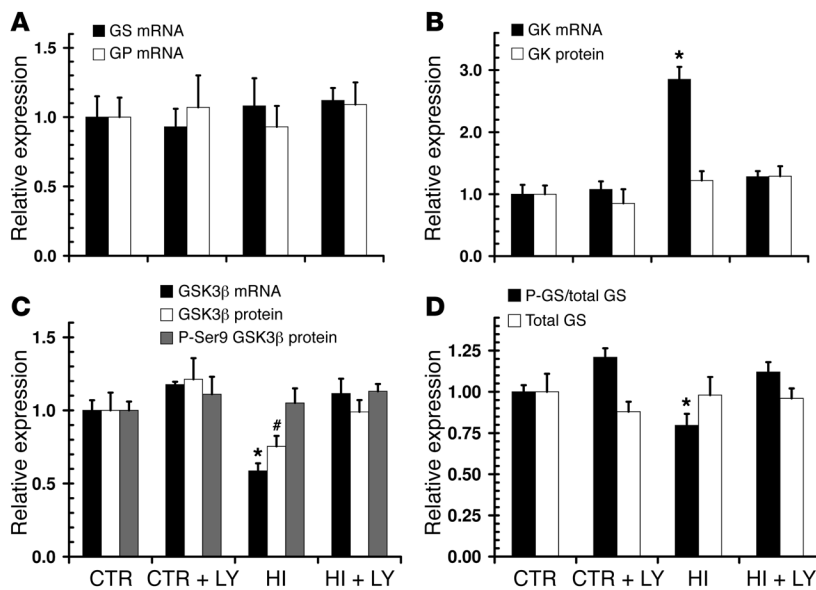 A
GS mRNA
GP mRNA
Relative expression
1.5
1.0
0.5
0.0
B
GK mRNA
GK protein
Relative expression
3.0
2.0
1.0
0.0
*
C
GSK3β mRNA
GSK3β protein
P-Ser9 GSK3β protein
Relative expression
1.5
1.0
0.5
0.0
*
#
CTR
CTR + LY
HI
HI + LY
D
P-GS/total GS
Total GS
Relative expression
1.25
1.00
0.75
0.50
0.25
0.00
*
CTR
CTR + LY
HI
HI + LY